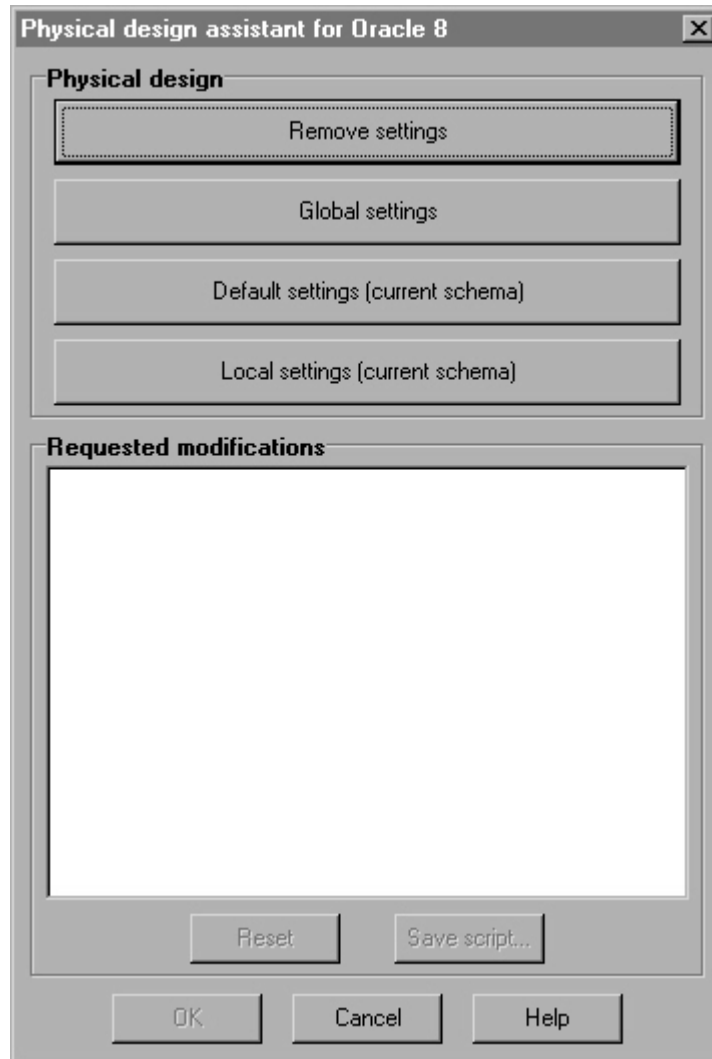 Physical design assistant for Oracle 8
Physical design
Remove settings
Global settings
Default settings (current schema)
Local settings (current schema)
Requested modifications
Reset Save script...
OK Cancel Help